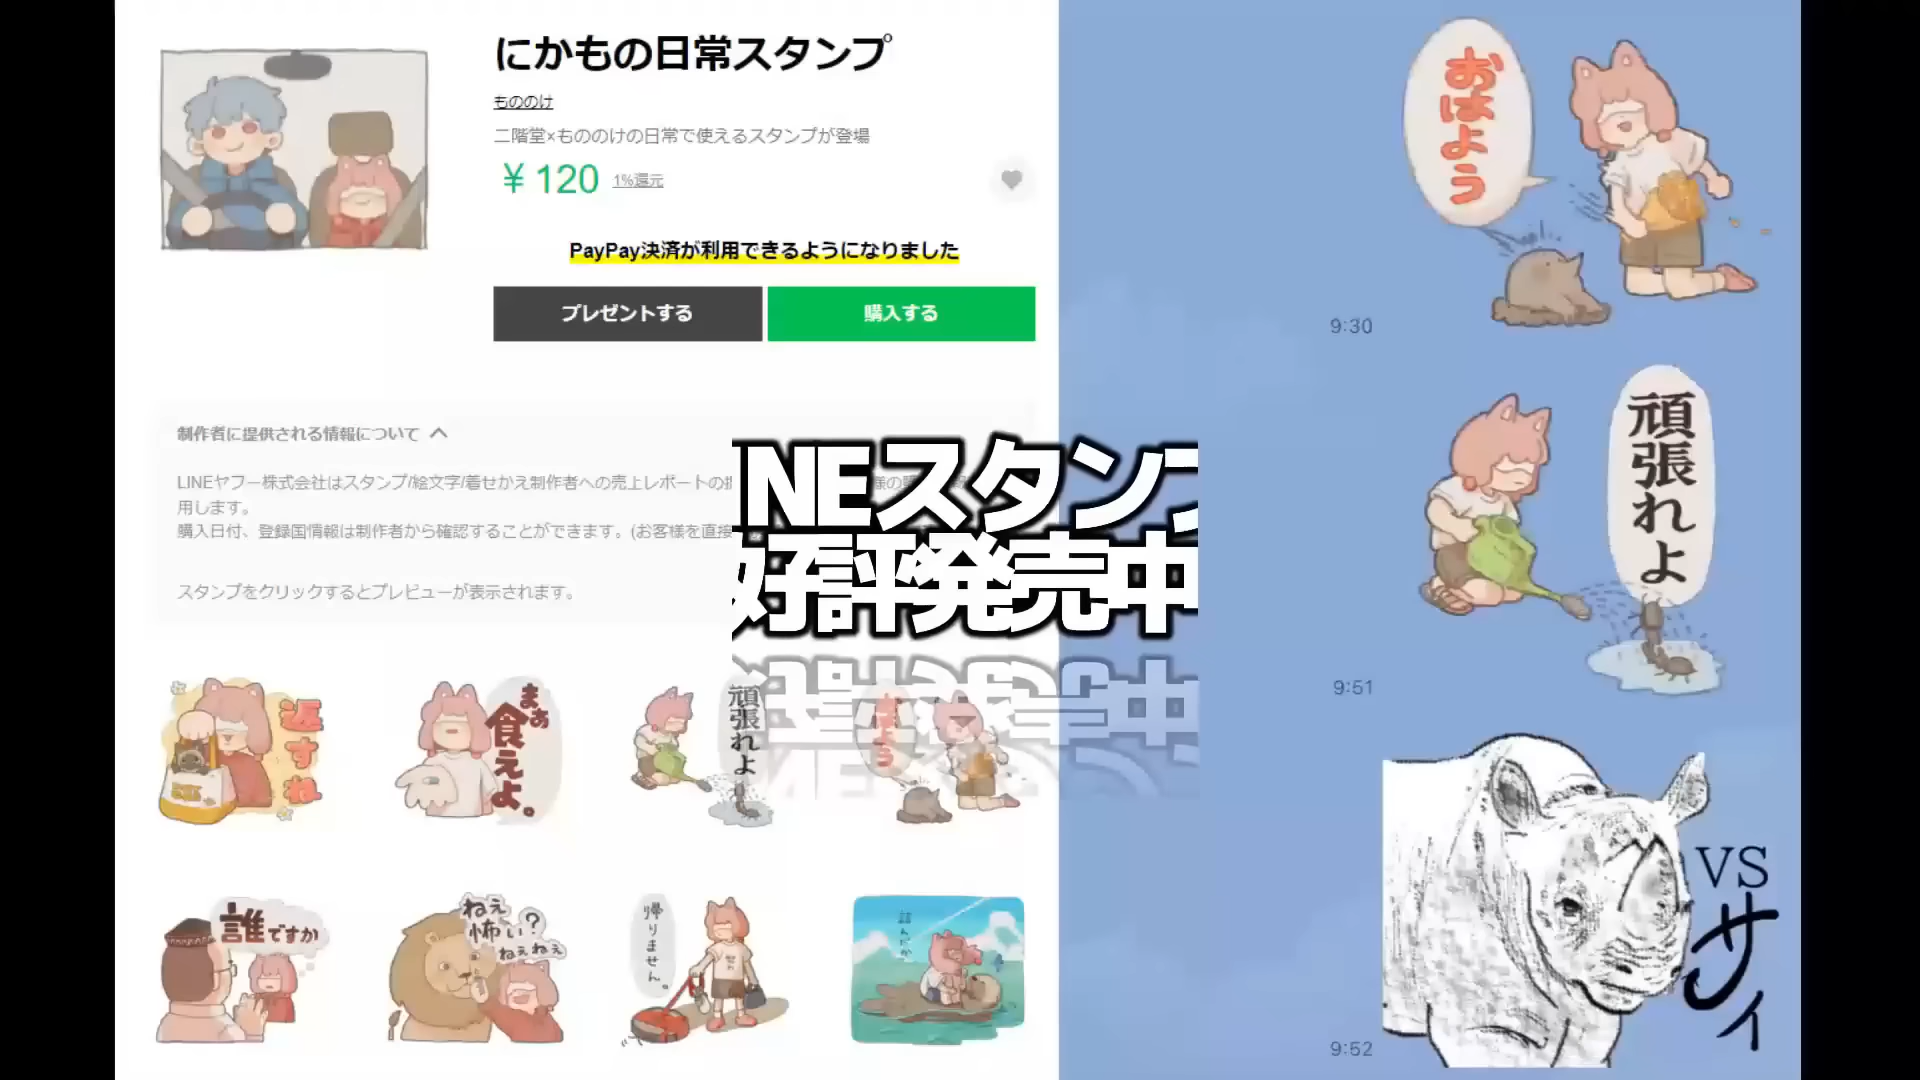 にかもの日常スタンプ
もののけ
二階堂×もののけの日常で使えるスタンプが登場
¥ 120 1%還元
PayPay決済が利用できるようになりました
プレゼントする
購入する
制作者に提供される情報について
LINEヤフー株式会社はスタンプ/絵文字/着せかえ制作者への売上レポートの
用します。
購入日付、登録国情報は制作者から確認することができます。(お客様を直接
スタンプをクリックするとプレビューが表示されます。
INEスタンプ
好評発売中
返すね
まあ食えよ。
頑張れよ
おはよう
誰ですか
ねえ怖い?ねえねえ
帰りません。
おはよう
9:30
頑張れよ
9:51
VSサイ
9:52